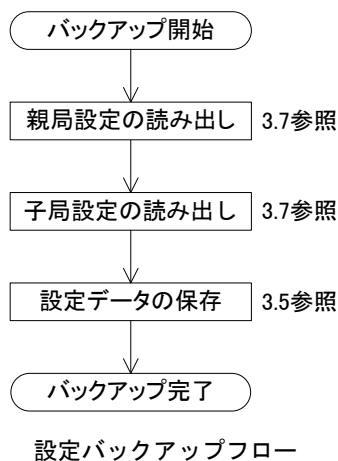 バックアップ開始
親局設定の読み出し 3.7参照
子局設定の読み出し 3.7参照
設定データの保存 3.5参照
バックアップ完了
設定バックアップフロー